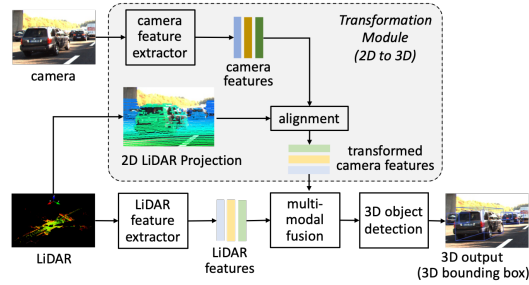 camera
feature
extractor
Transformation
Module
(2D to 3D)
camera
camera
features
alignment
2D LiDAR Projection
transformed
camera features
LiDAR
feature
extractor
multi-
modal
fusion
3D object
detection
LiDAR
LiDAR
features
3D output
(3D bounding box)